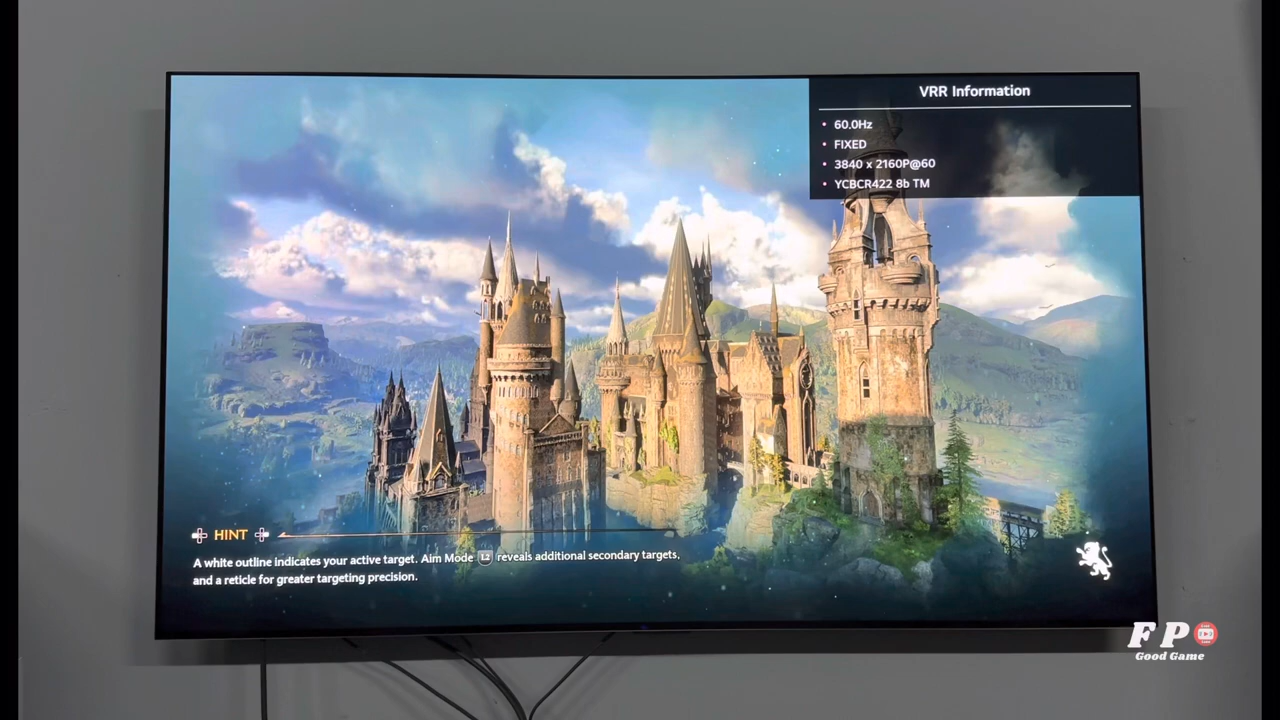 VRR Information
60.0Hz
FIXED
3840 x 2160P@60
YCBCR422 8b TM
HINT
A white outline indicates your active target. Aim Mode L2 reveals additional secondary targets,
and a reticle for greater targeting precision.
F P
Good Game